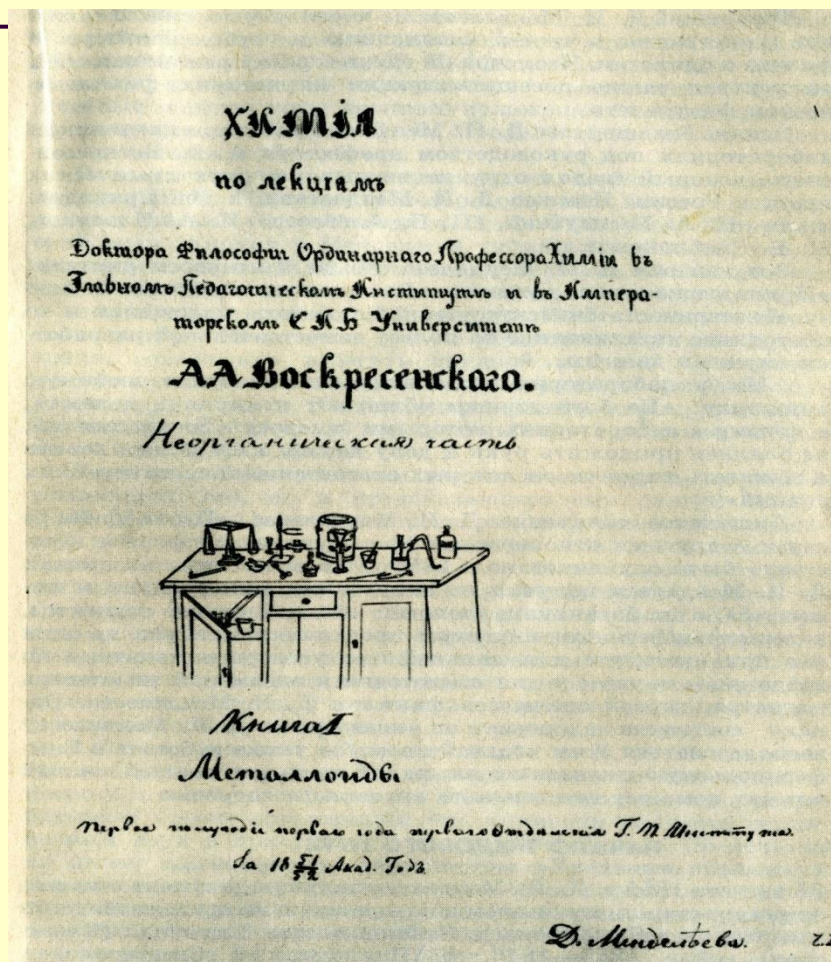 ХИМІЯ
по лекціямъ
Доктора Философіи Ординарнаго Профессора Химіи въ
Главномъ Педагогическомъ Институтѣ и въ Импера-
торскомъ СПБ Университетѣ
А А Воскресенскаго.
Неорганическая часть
Книга I
Металлоиды
Первое полугодіе перваго года перваго Отдѣленія Г. П. Института.
За 18 51/52 Акад. Годъ
Д. Менделѣева.